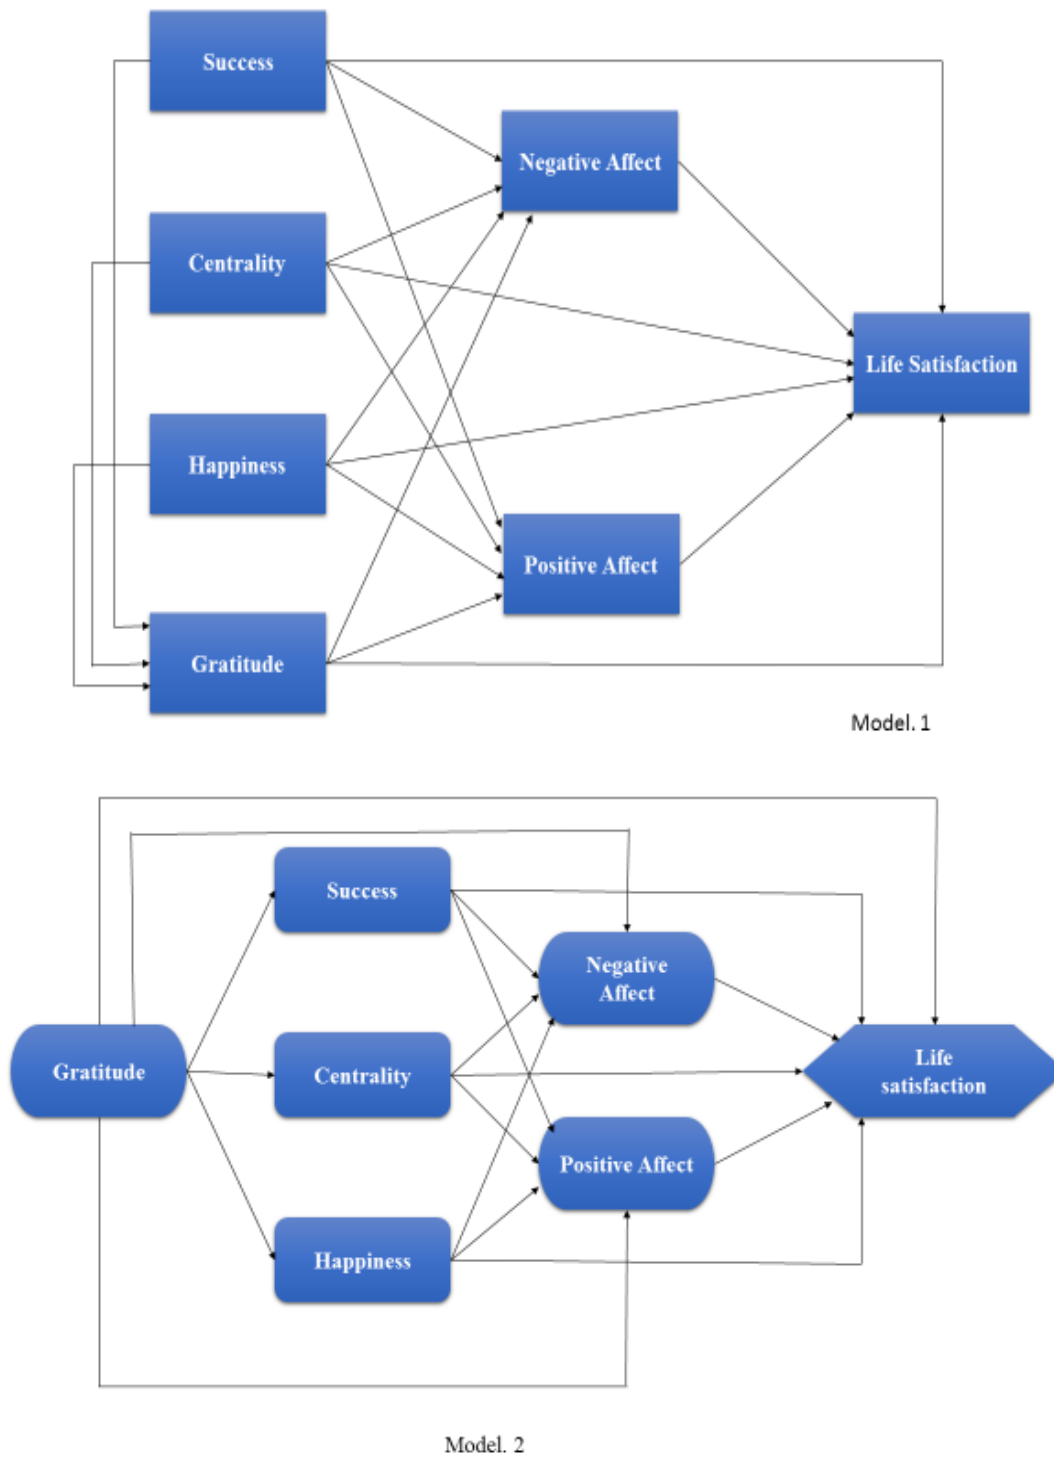 Success
Negative Affect
Centrality
Life Satisfaction
Happiness
Positive Affect
Gratitude
Model. 1
Success
Negative
Affect
Gratitude
Centrality
Life
satisfaction
Positive Affect
Happiness
Model. 2